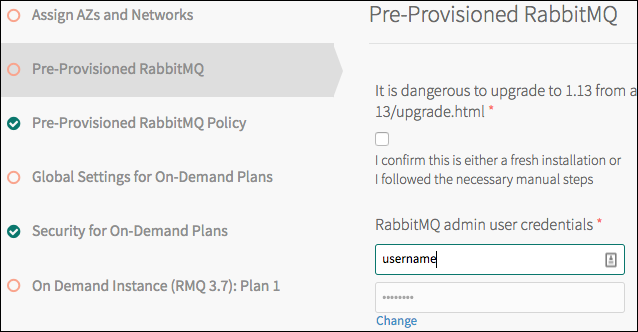 Assign AZs and Networks
Pre-Provisioned RabbitMQ
Pre-Provisioned RabbitMQ Policy
Global Settings for On-Demand Plans
Security for On-Demand Plans
On Demand Instance (RMQ 3.7): Plan 1
Pre-Provisioned RabbitMQ
It is dangerous to upgrade to 1.13 from a
13/upgrade.html *
I confirm this is either a fresh installation or
I followed the necessary manual steps
RabbitMQ admin user credentials *
username
••••••••
Change